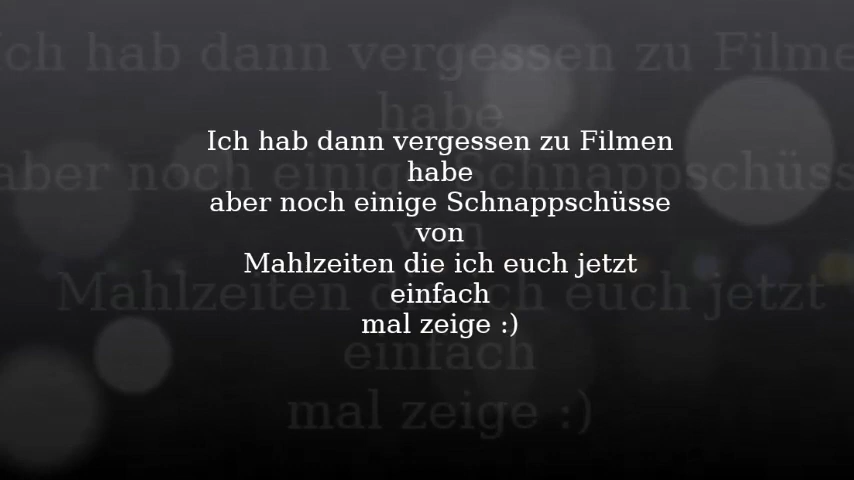 Ich hab dann vergessen zu Filmen
habe
aber noch einige Schnappschüsse
von
Mahlzeiten die ich euch jetzt
einfach
mal zeige :)